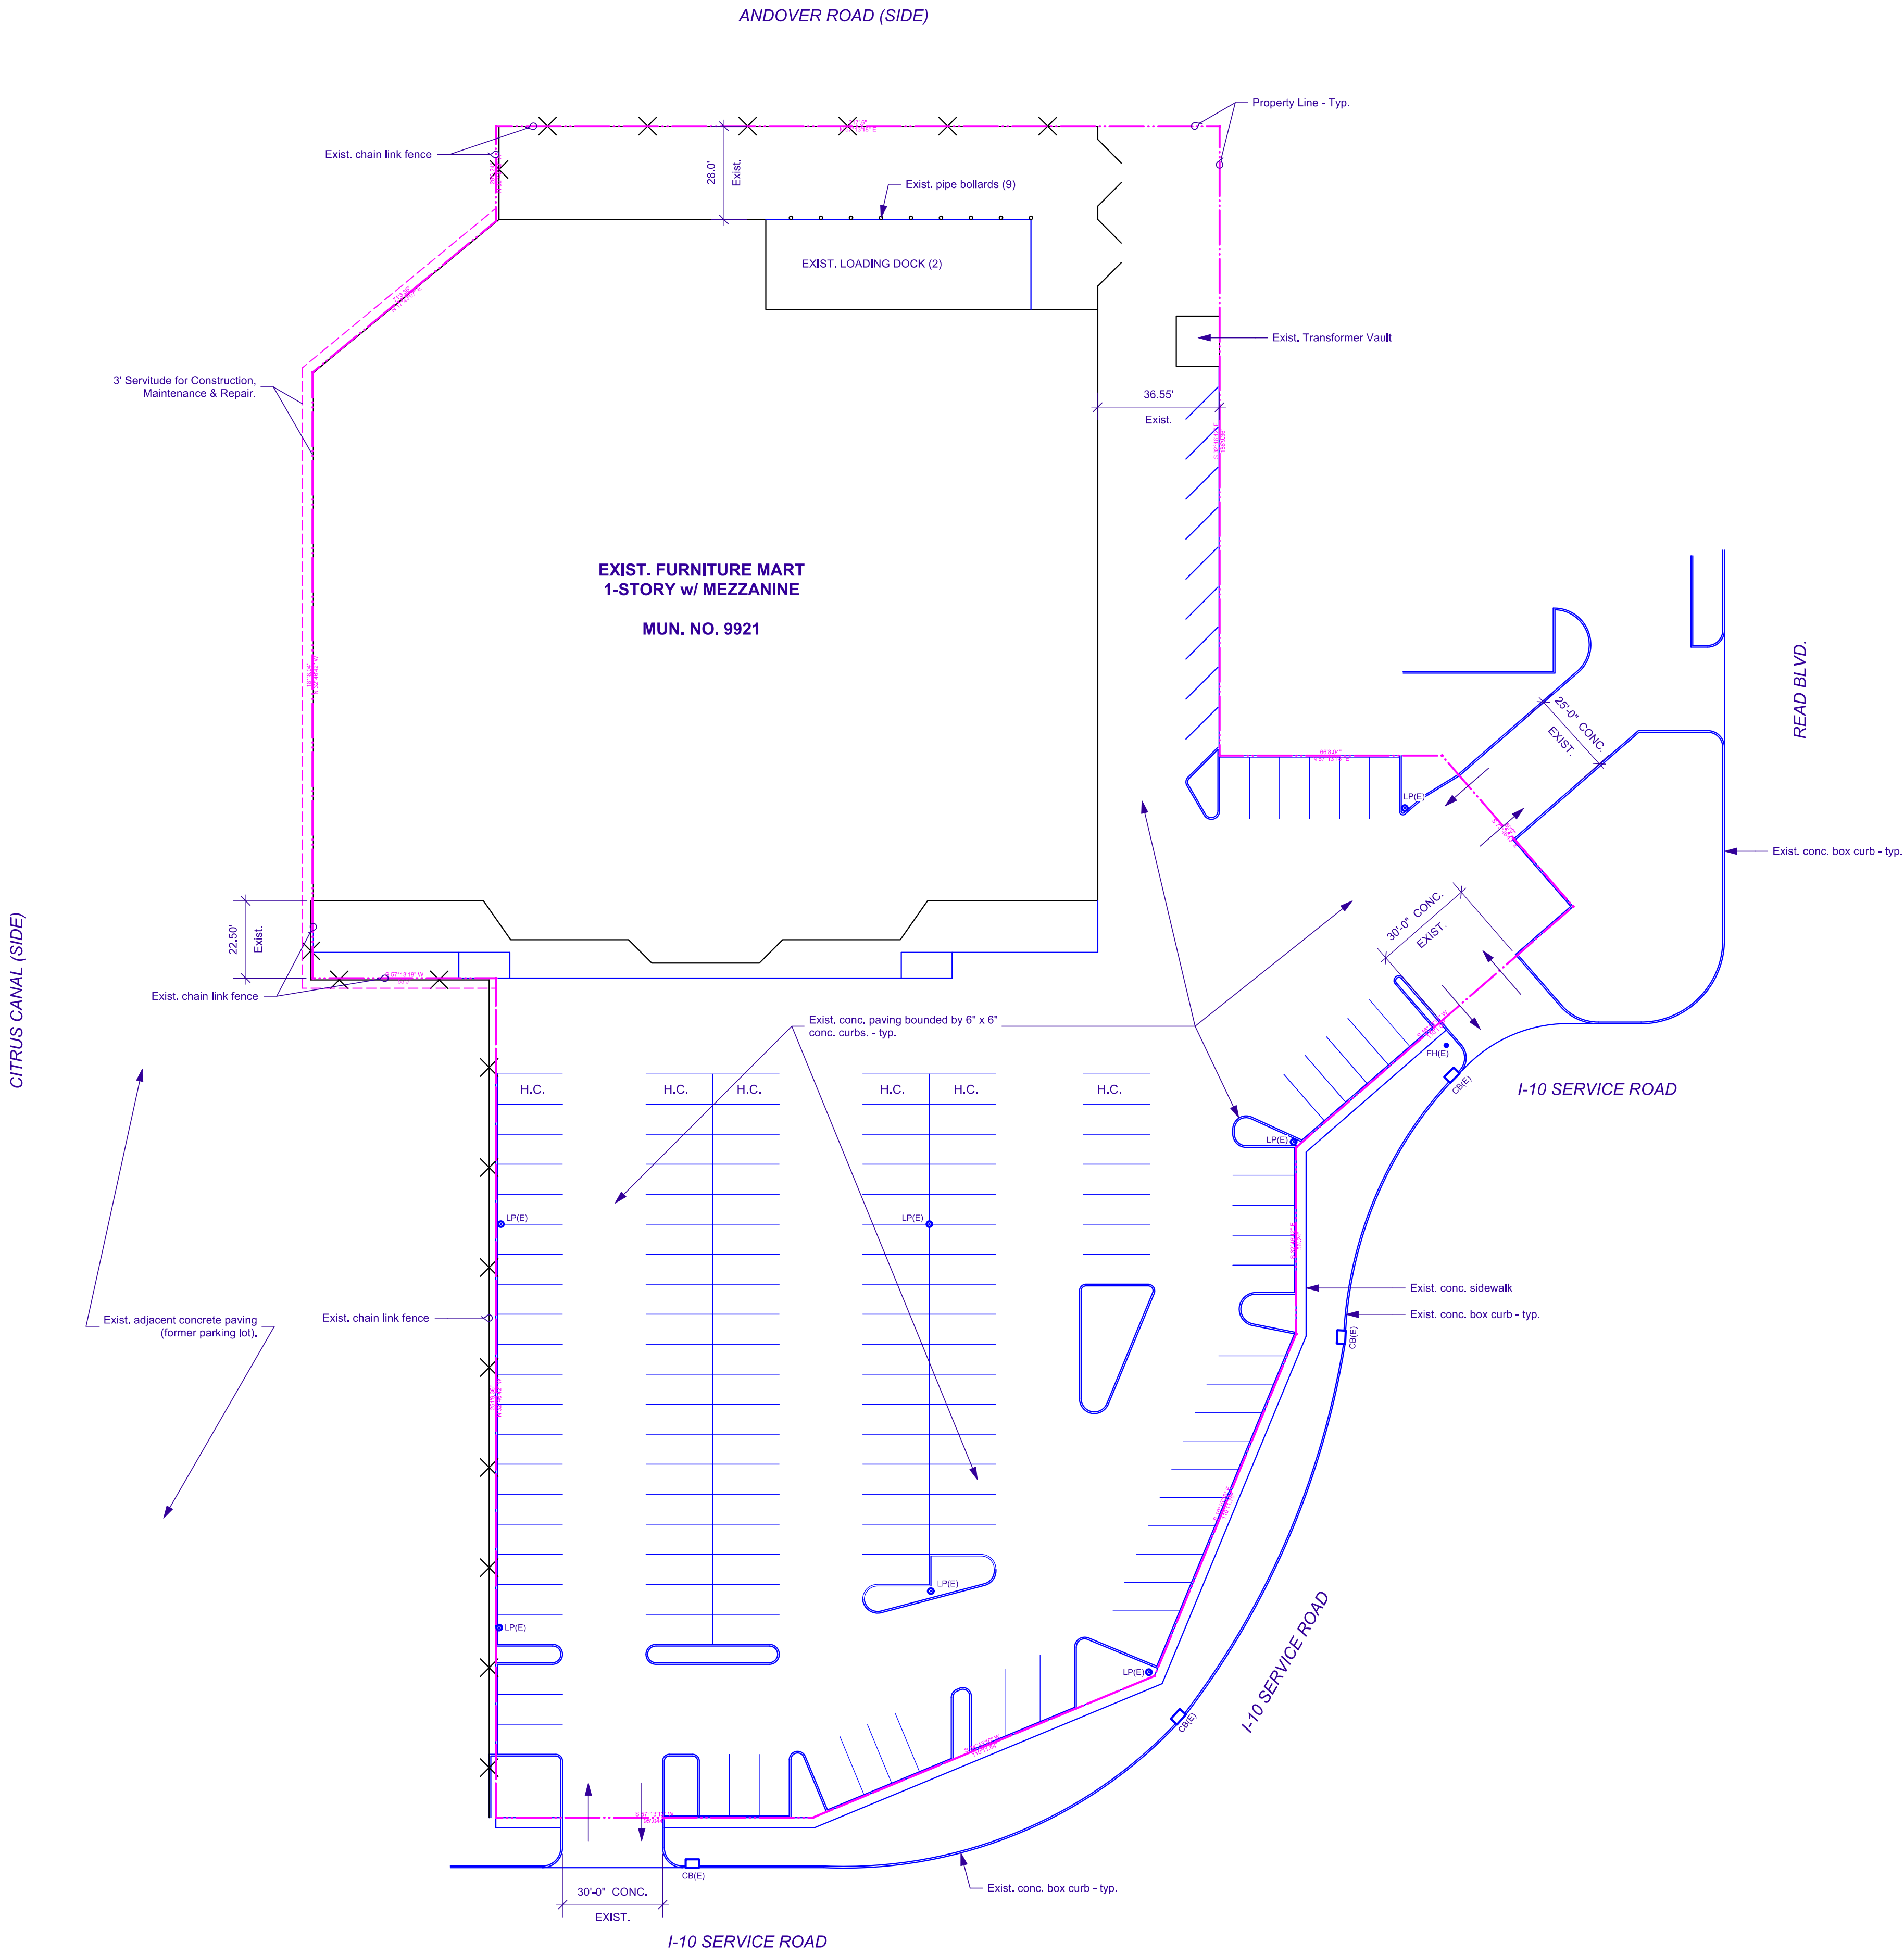 ANDOVER ROAD (SIDE)
Property Line - Typ.
Exist. chain link fence
28.0'
Exist.
Exist. pipe bollards (9)
EXIST. LOADING DOCK (2)
Exist. Transformer Vault
3' Servitude for Construction,
Maintenance & Repair.
36.55'
Exist.
EXIST. FURNITURE MART
1-STORY w/ MEZZANINE
MUN. NO. 9921
READ BLVD.
25'-0" CONC.
EXIST.
LP(E)
Exist. conc. box curb - typ.
30'-0" CONC.
EXIST.
22.50'
Exist.
CITRUS CANAL (SIDE)
Exist. chain link fence
Exist. conc. paving bounded by 6" x 6"
conc. curbs. - typ.
FH(E)
CB(E)
I-10 SERVICE ROAD
H.C.
H.C.
H.C.
H.C.
H.C.
H.C.
LP(E)
LP(E)
LP(E)
Exist. conc. sidewalk
Exist. conc. box curb - typ.
CB(E)
Exist. adjacent concrete paving
(former parking lot).
Exist. chain link fence
LP(E)
LP(E)
LP(E)
I-10 SERVICE ROAD
CB(E)
CB(E)
30'-0" CONC.
EXIST.
Exist. conc. box curb - typ.
I-10 SERVICE ROAD